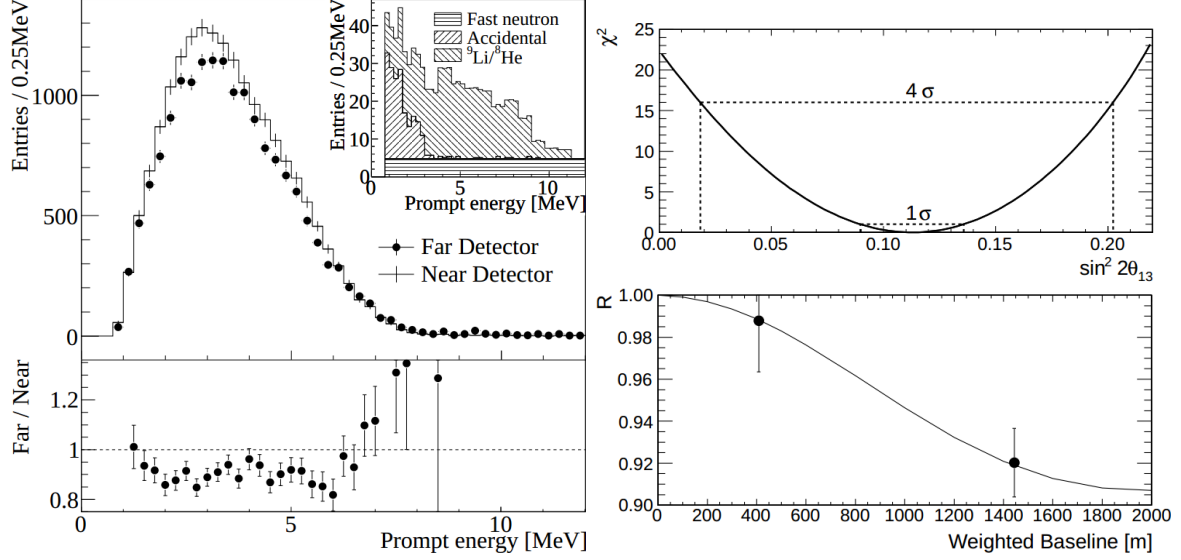 Entries / 0.25MeV
1000
500
0
Far Detector
Near Detector
Entries / 0.25MeV
40
30
20
10
0
Fast neutron
Accidental
⁹Li/⁸He
0
5
10
Prompt energy [MeV]
Far / Near
1.2
1
0.8
0
5
10
Prompt energy [MeV]
χ²
25
20
15
10
5
0
4 σ
1σ
0.00
0.05
0.10
0.15
0.20
sin² 2θ₁₃
R
1.00
0.98
0.96
0.94
0.92
0.90
0 200 400 600 800 1000 1200 1400 1600 1800 2000
Weighted Baseline [m]